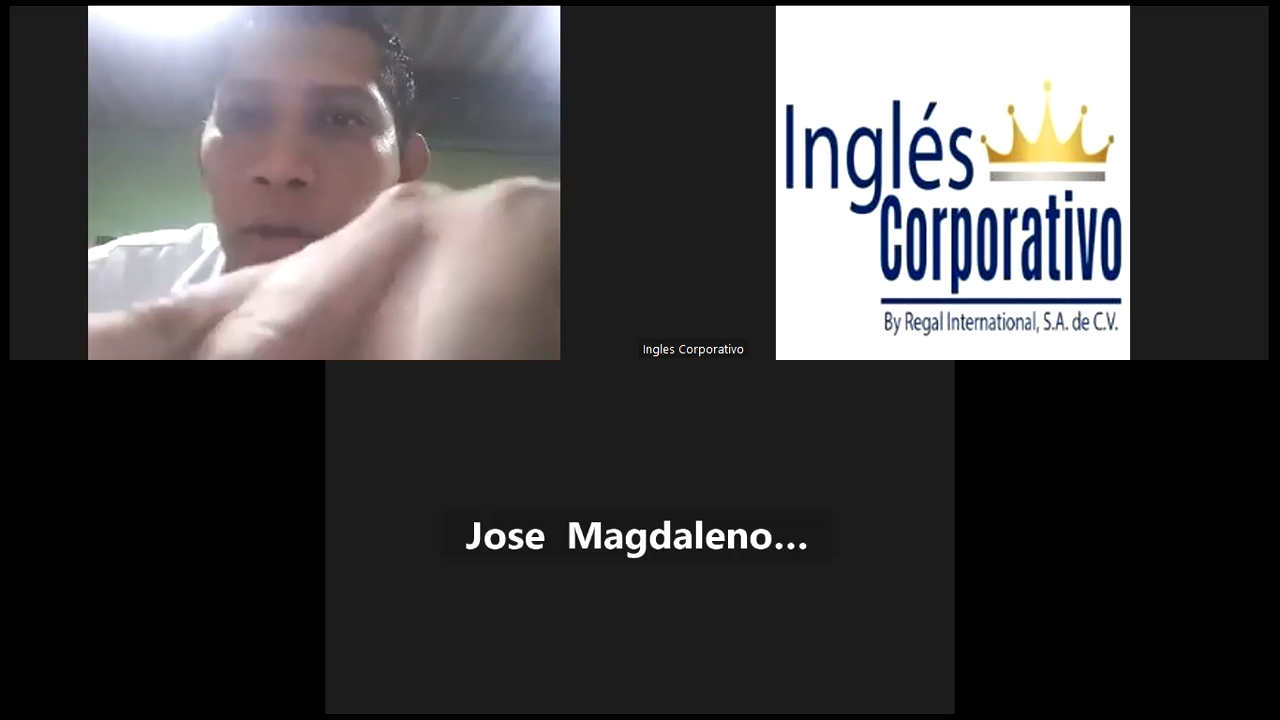 Inglés
Corporativo
By Regal International, S.A. de C.V.
Ingles Corporativo
Jose Magdaleno...